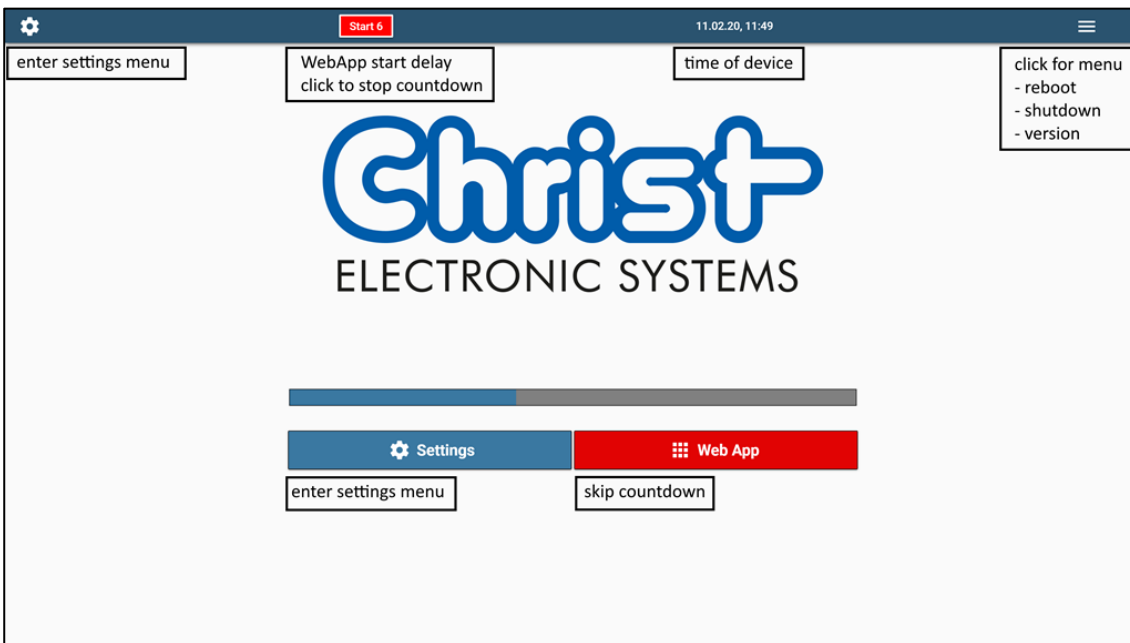 Start 6
11.02.20, 11:49
enter settings menu
WebApp start delay
click to stop countdown
time of device
click for menu
- reboot
- shutdown
- version
Christ
ELECTRONIC SYSTEMS
Settings
Web App
enter settings menu
skip countdown